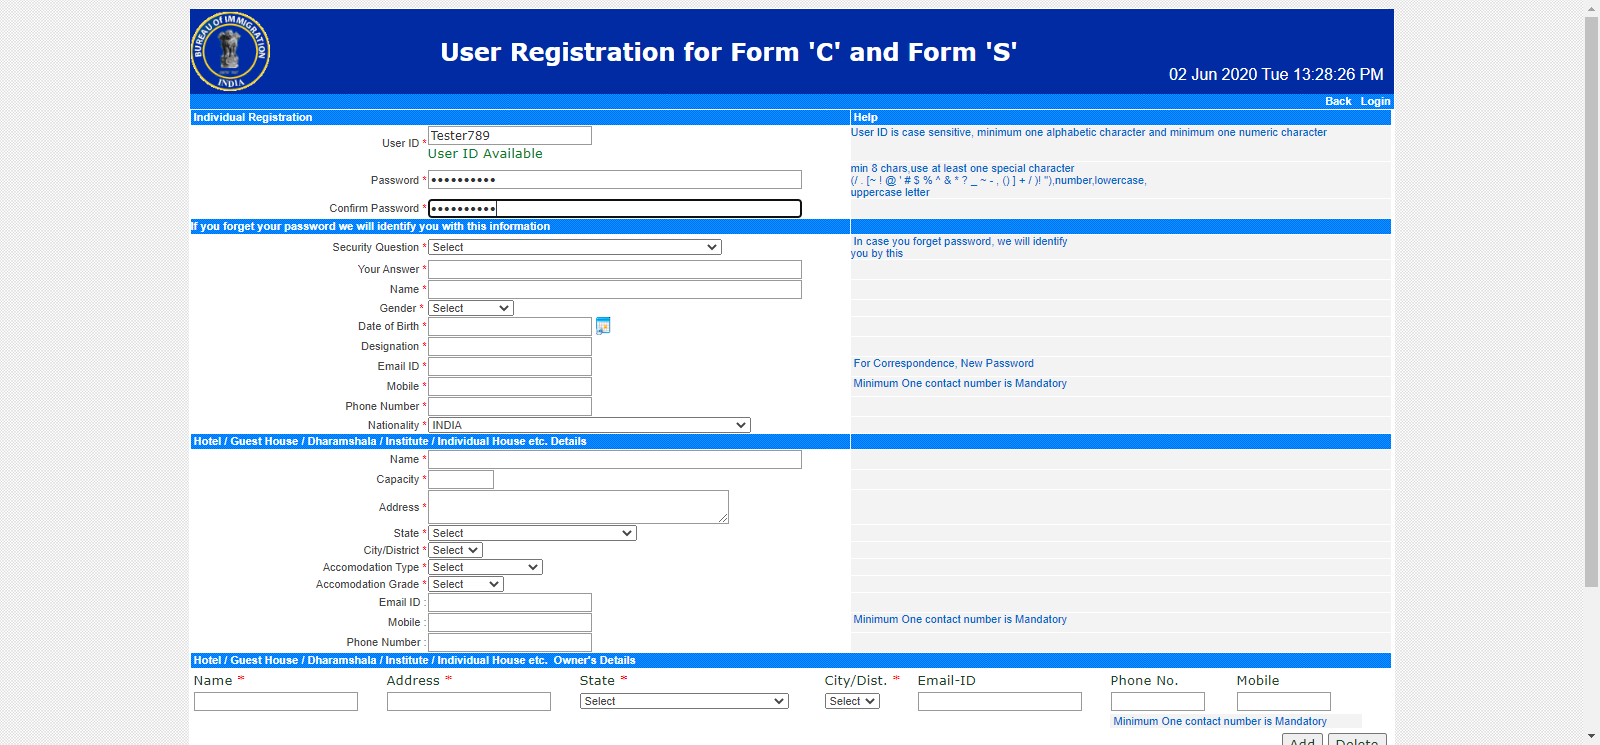 BUREAU OF IMMIGRATION
INDIA
User Registration for Form 'C' and Form 'S'
02 Jun 2020 Tue 13:28:26 PM
Back Login
Individual Registration
Help
User ID * Tester789
User ID is case sensitive, minimum one alphabetic character and minimum one numeric character
User ID Available
Password * ••••••••••
min 8 chars,use at least one special character
(/ . [~ ! @ ' # $ % ^ & * ? _ ~ - , () ] + / )! "),number,lowercase,
uppercase letter
Confirm Password * ••••••••••
If you forget your password we will identify you with this information
Security Question * Select
In case you forget password, we will identify
you by this
Your Answer *
Name *
Gender * Select
Date of Birth *
Designation *
Email ID *
For Correspondence, New Password
Mobile *
Minimum One contact number is Mandatory
Phone Number *
Nationality * INDIA
Hotel / Guest House / Dharamshala / Institute / Individual House etc. Details
Name *
Capacity *
Address *
State * Select
City/District * Select
Accomodation Type * Select
Accomodation Grade * Select
Email ID :
Mobile :
Minimum One contact number is Mandatory
Phone Number :
Hotel / Guest House / Dharamshala / Institute / Individual House etc. Owner's Details
Name * Address * State * City/Dist. * Email-ID Phone No. Mobile
Select Select
Minimum One contact number is Mandatory
Add Delete